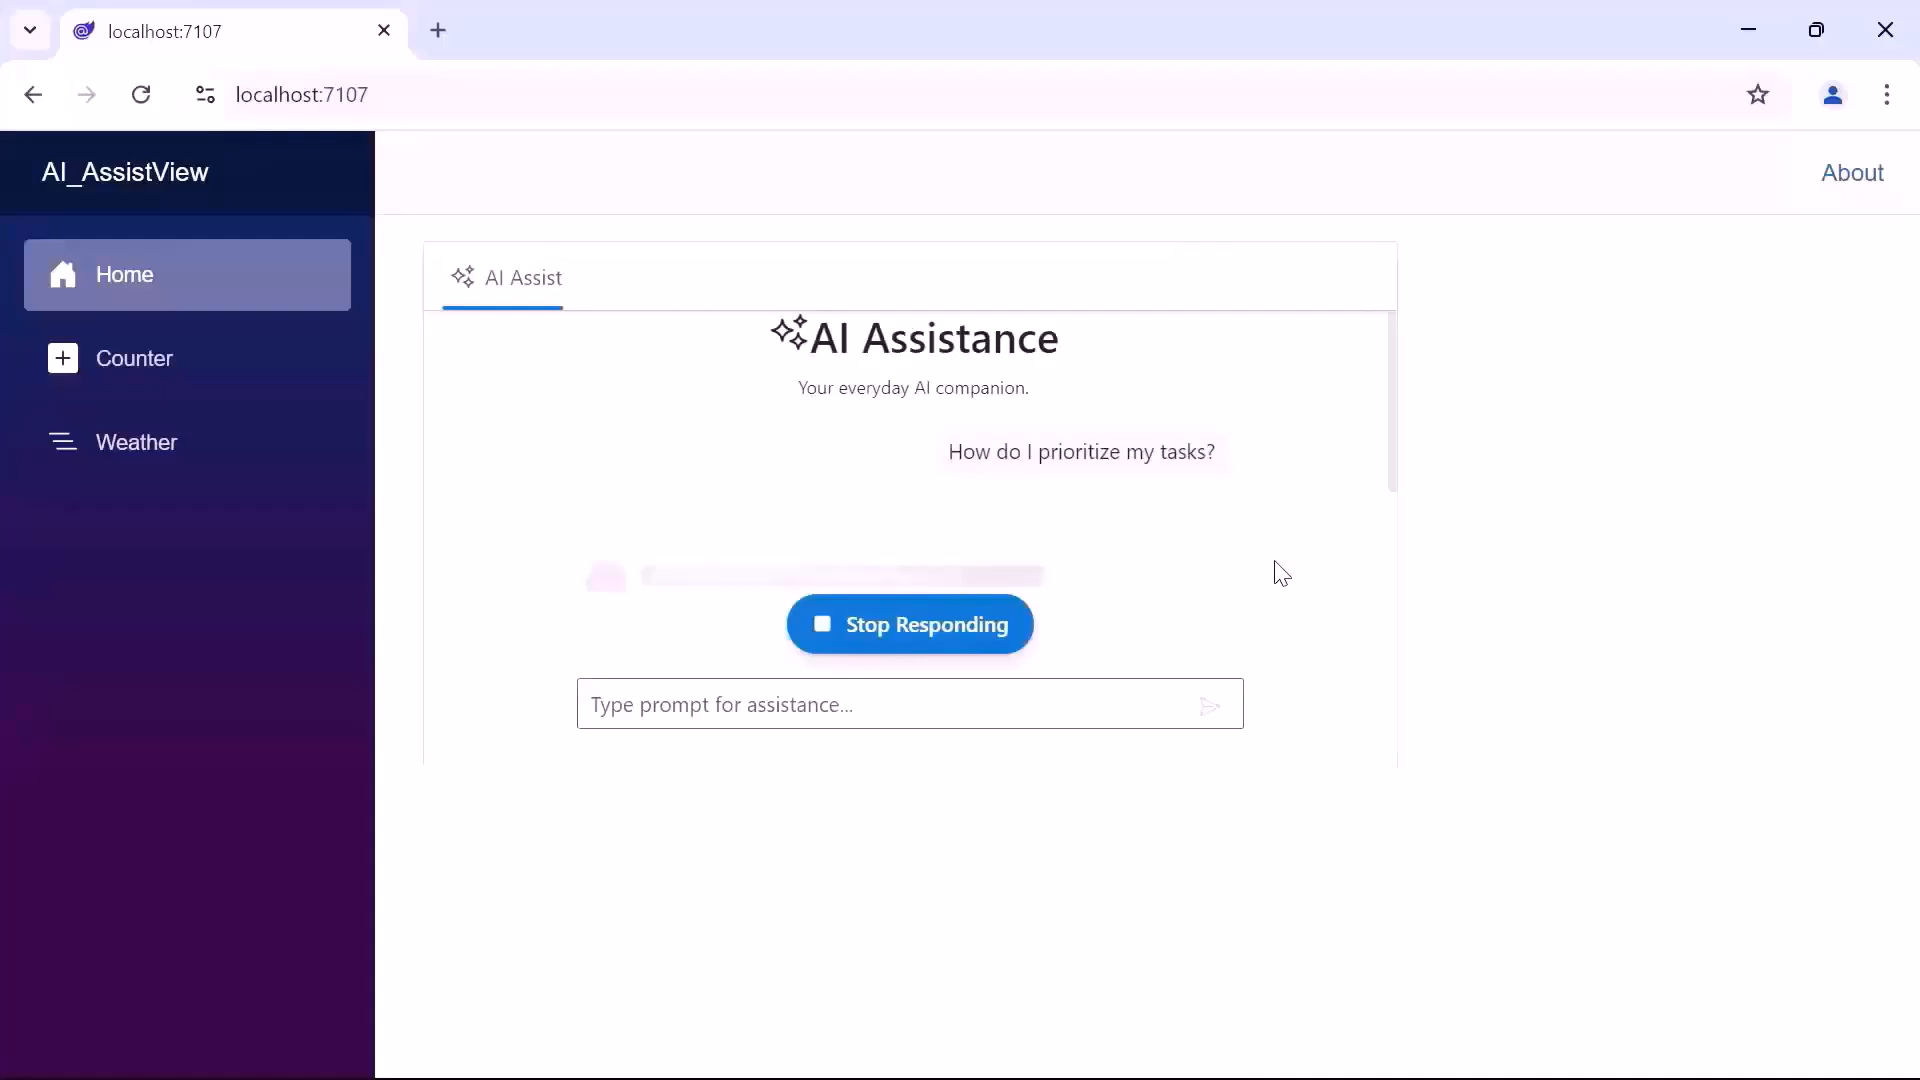 localhost:7107
localhost:7107
AI_AssistView
About
Home
Counter
Weather
AI Assist
AI Assistance
Your everyday AI companion.
How do I prioritize my tasks?
Stop Responding
Type prompt for assistance...